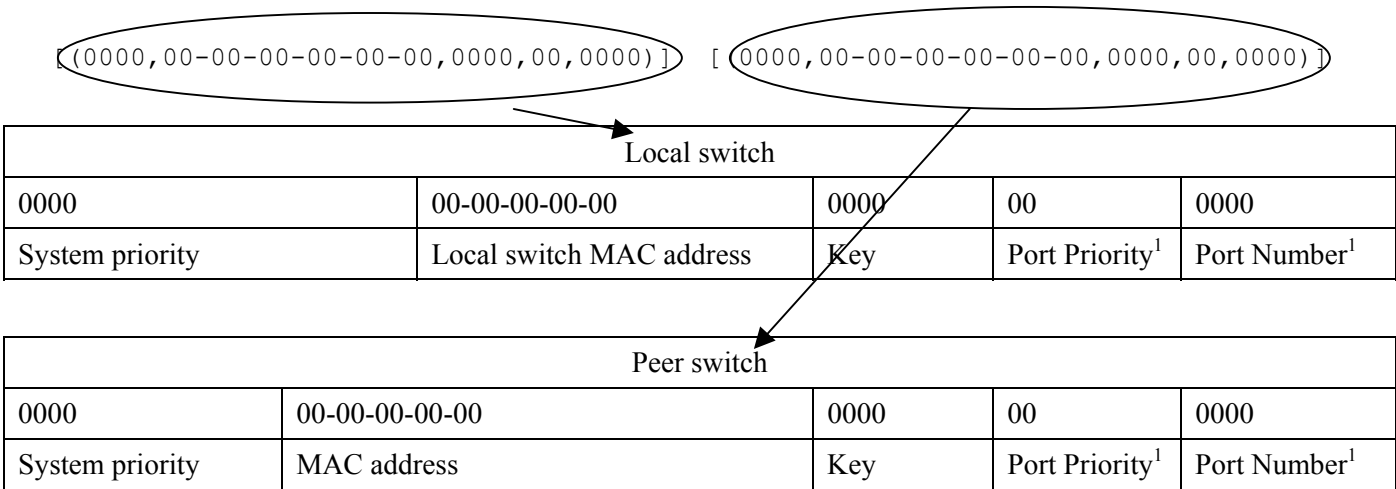 [(0000,00-00-00-00-00-00,0000,00,0000)] [(0000,00-00-00-00-00-00,0000,00,0000)]
Local switch
0000 00-00-00-00-00 0000 00 0000
System priority Local switch MAC address Key Port Priority1 Port Number1
Peer switch
0000 00-00-00-00-00 0000 00 0000
System priority MAC address Key Port Priority1 Port Number1